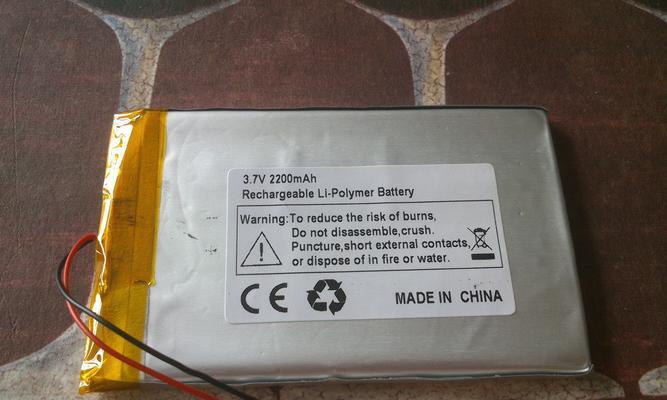 3.7V 2200mAh
Rechargeable Li-Polymer Battery
Warning:To reduce the risk of burns,
Do not disassemble,crush.
Puncture,short external contacts,
or dispose of in fire or water.
CE MADE IN CHINA